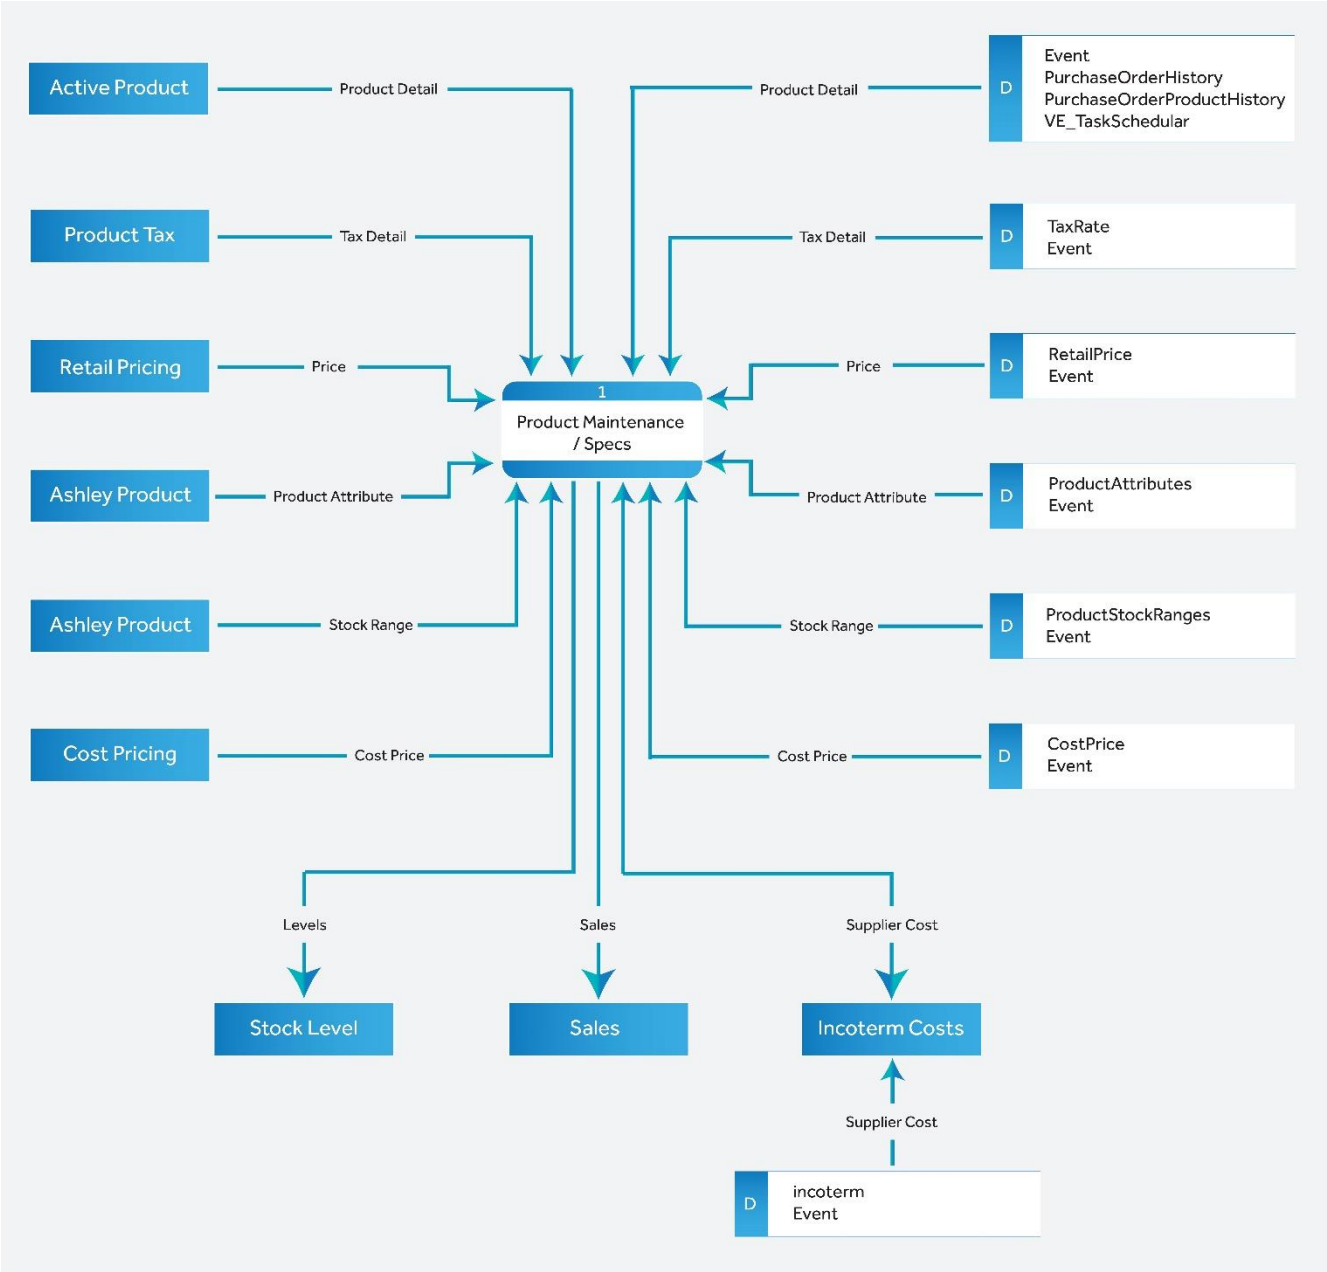 Active Product
Product Detail
Product Detail
D
Event
PurchaseOrderHistory
PurchaseOrderProductHistory
VE_TaskSchedular
Product Tax
Tax Detail
Tax Detail
D
TaxRate
Event
Retail Pricing
Price
Price
D
RetailPrice
Event
1
Product Maintenance
/ Specs
Ashley Product
Product Attribute
Product Attribute
D
ProductAttributes
Event
Ashley Product
Stock Range
Stock Range
D
ProductStockRanges
Event
Cost Pricing
Cost Price
Cost Price
D
CostPrice
Event
Levels
Sales
Supplier Cost
Stock Level
Sales
Incoterm Costs
Supplier Cost
D
incoterm
Event